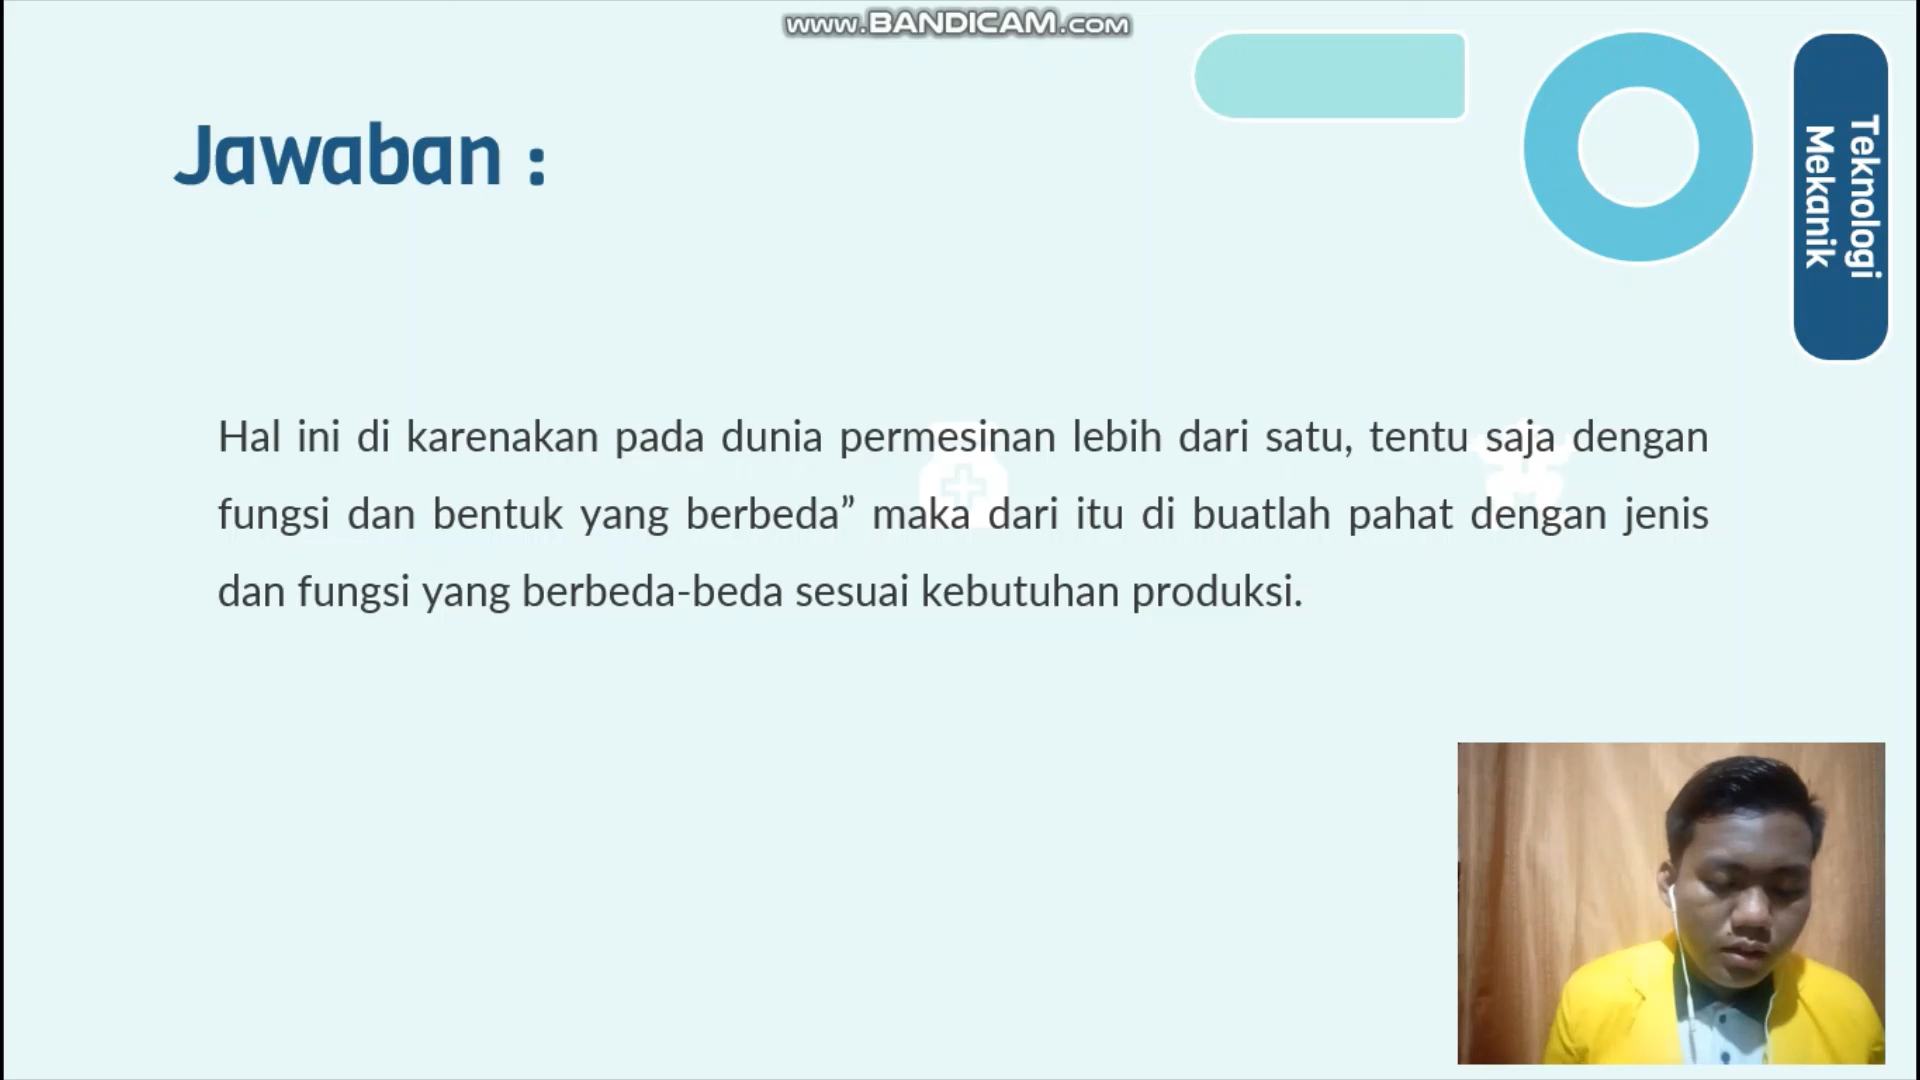 www.BANDICAM.com
Teknologi
Mekanik
Jawaban :
Hal ini di karenakan pada dunia permesinan lebih dari satu, tentu saja dengan
fungsi dan bentuk yang berbeda” maka dari itu di buatlah pahat dengan jenis
dan fungsi yang berbeda-beda sesuai kebutuhan produksi.